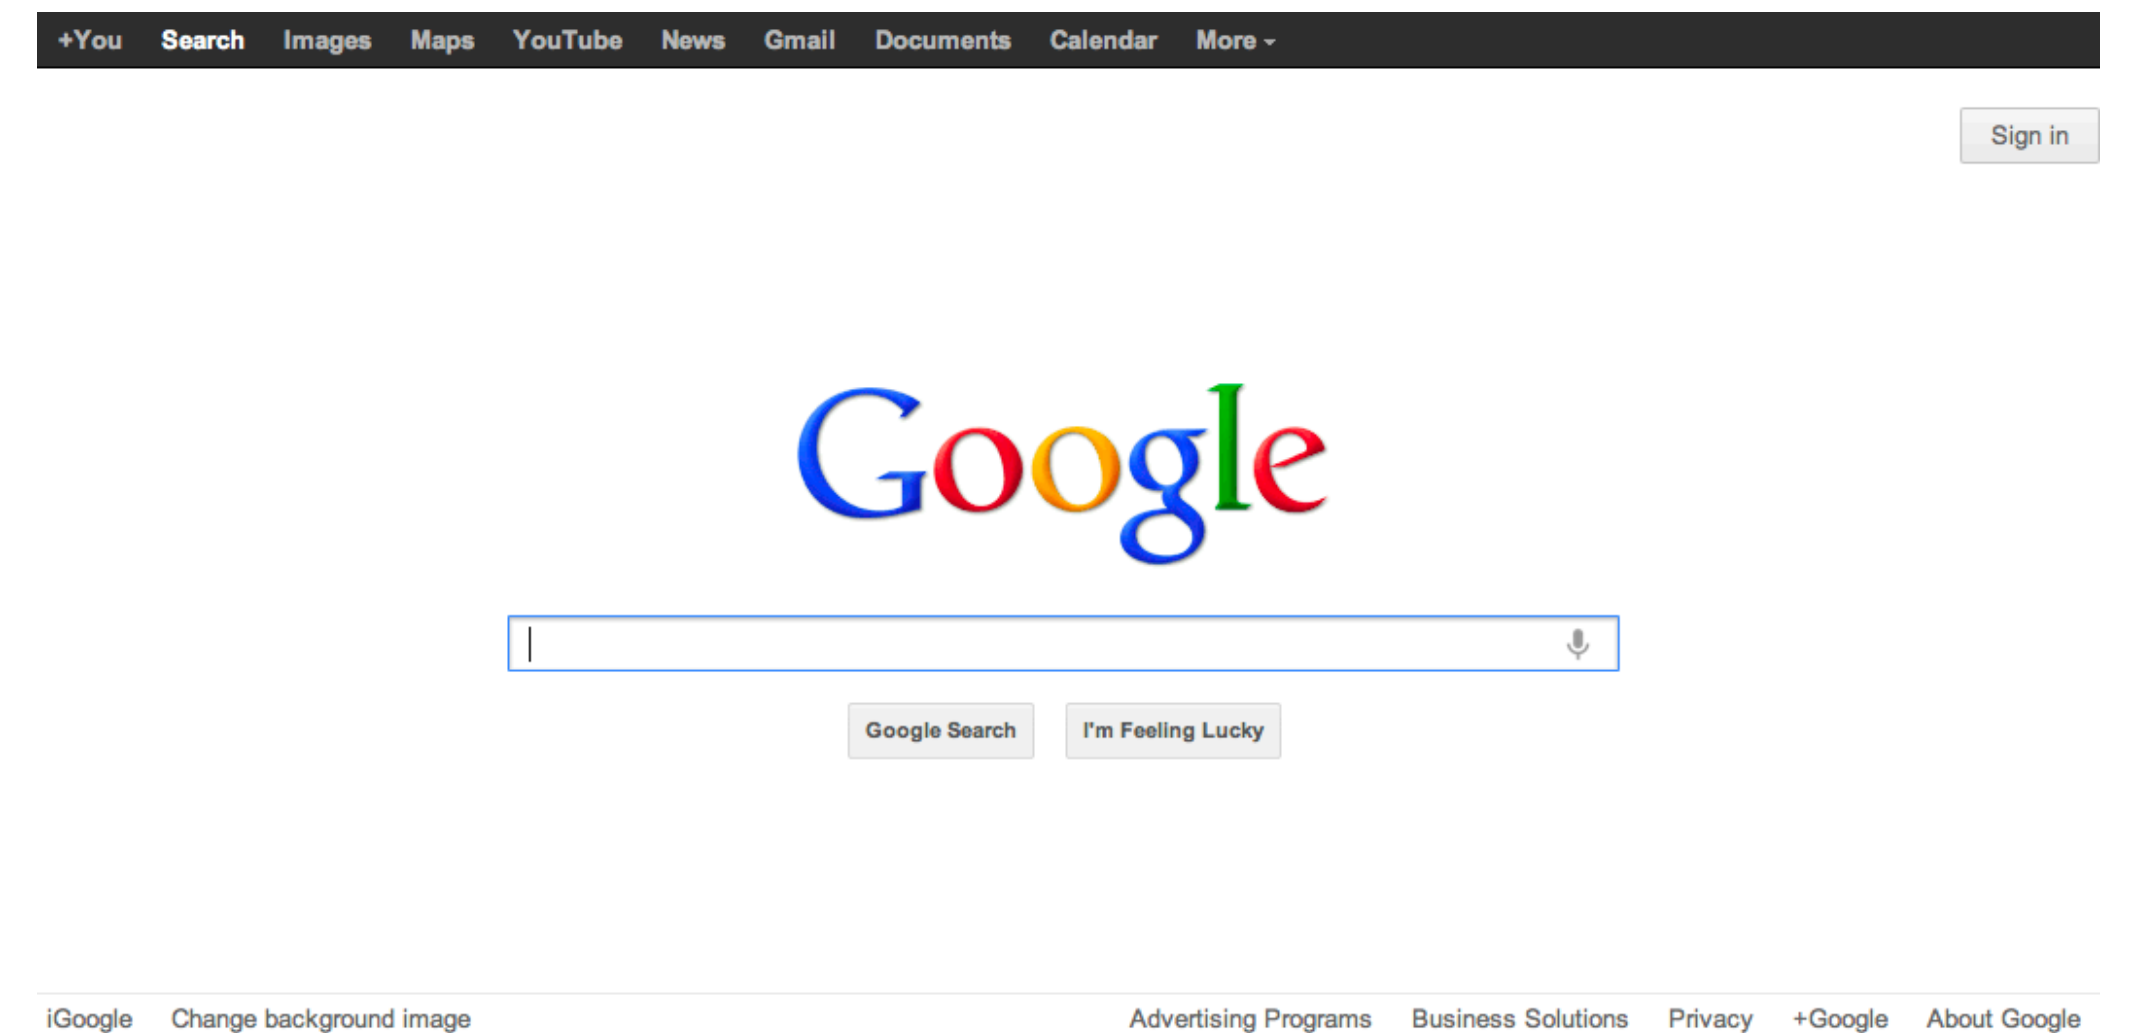 +You Search Images Maps YouTube News Gmail Documents Calendar More
Sign in
Google
Google Search I'm Feeling Lucky
iGoogle Change background image Advertising Programs Business Solutions Privacy +Google About Google